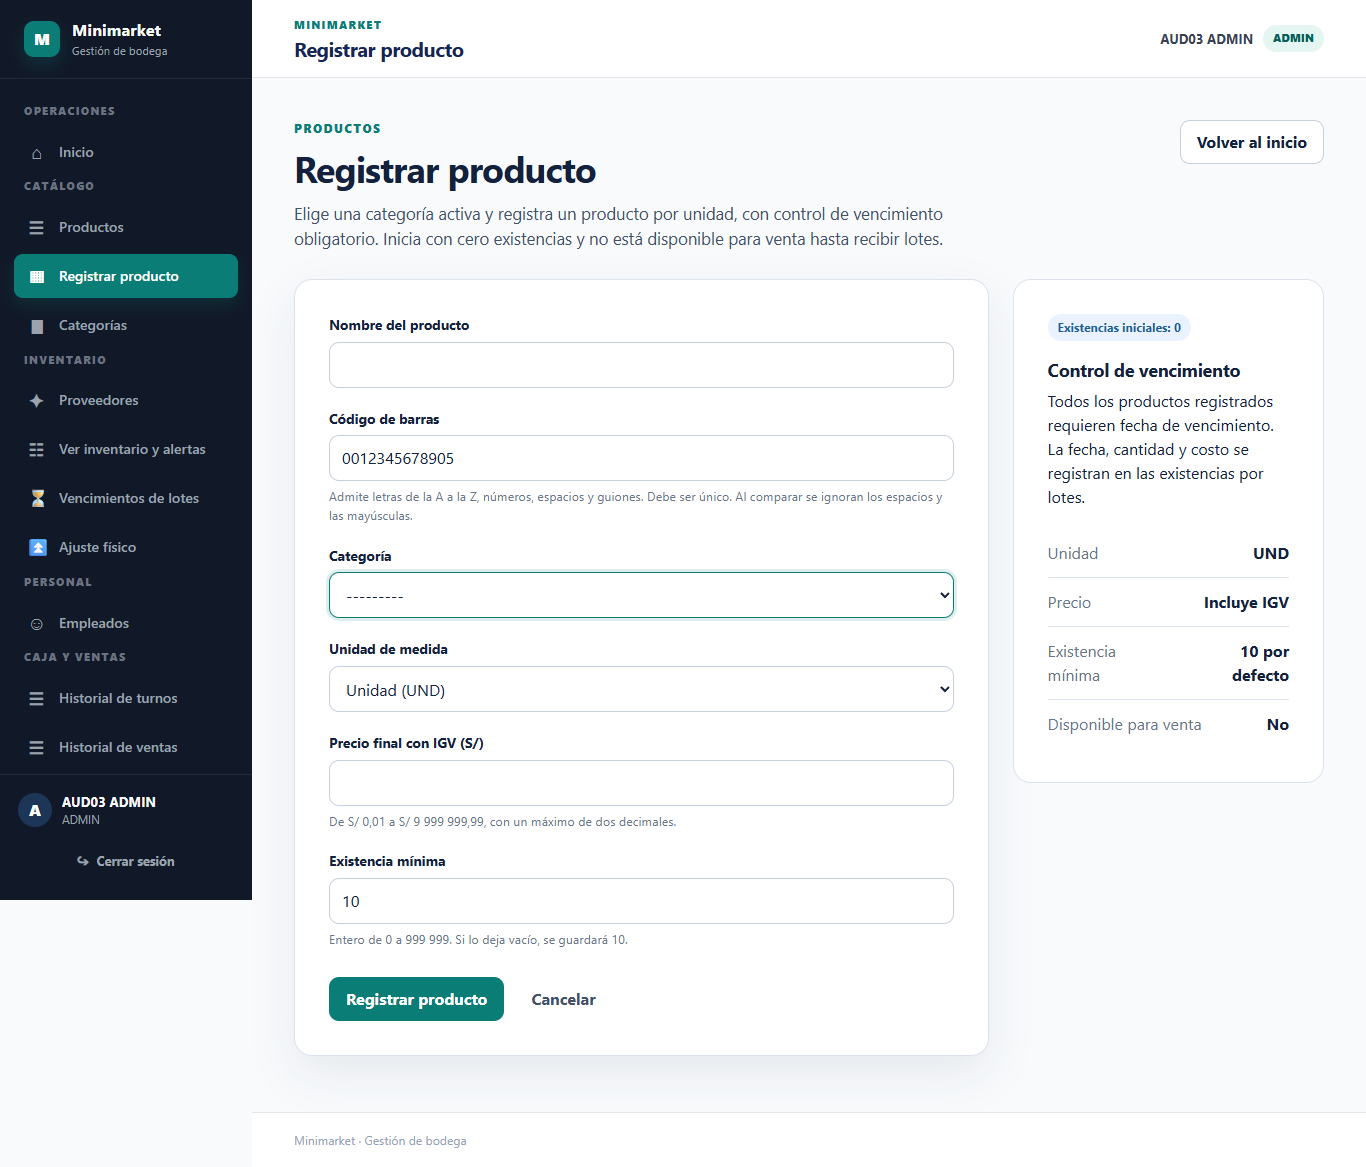 M
Minimarket
Gestión de bodega
OPERACIONES
Inicio
CATÁLOGO
Productos
Registrar producto
Categorías
INVENTARIO
Proveedores
Ver inventario y alertas
Vencimientos de lotes
Ajuste físico
PERSONAL
Empleados
CAJA Y VENTAS
Historial de turnos
Historial de ventas
A
AUD03 ADMIN
ADMIN
Cerrar sesión
MINIMARKET
Registrar producto
AUD03 ADMIN
ADMIN
PRODUCTOS
Registrar producto
Elige una categoría activa y registra un producto por unidad, con control de vencimiento
obligatorio. Inicia con cero existencias y no está disponible para venta hasta recibir lotes.
Volver al inicio
Nombre del producto
Código de barras
0012345678905
Admite letras de la A a la Z, números, espacios y guiones. Debe ser único. Al comparar se ignoran los espacios y
las mayúsculas.
Categoría
---------
Unidad de medida
Unidad (UND)
Precio final con IGV (S/)
De S/ 0,01 a S/ 9 999 999,99, con un máximo de dos decimales.
Existencia mínima
10
Entero de 0 a 999 999. Si lo deja vacío, se guardará 10.
Registrar producto
Cancelar
Existencias iniciales: 0
Control de vencimiento
Todos los productos registrados
requieren fecha de vencimiento.
La fecha, cantidad y costo se
registran en las existencias por
lotes.
Unidad
UND
Precio
Incluye IGV
Existencia
mínima
10 por
defecto
Disponible para venta
No
Minimarket · Gestión de bodega